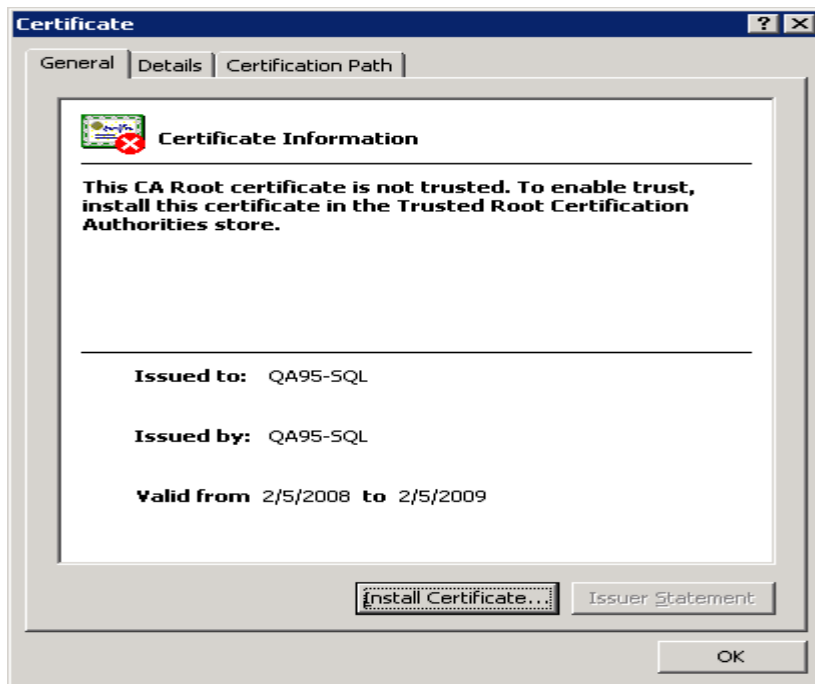 Certificate
General Details Certification Path
Certificate Information
This CA Root certificate is not trusted. To enable trust,
install this certificate in the Trusted Root Certification
Authorities store.
Issued to: QA95-SQL
Issued by: QA95-SQL
Valid from 2/5/2008 to 2/5/2009
Install Certificate... Issuer Statement
OK